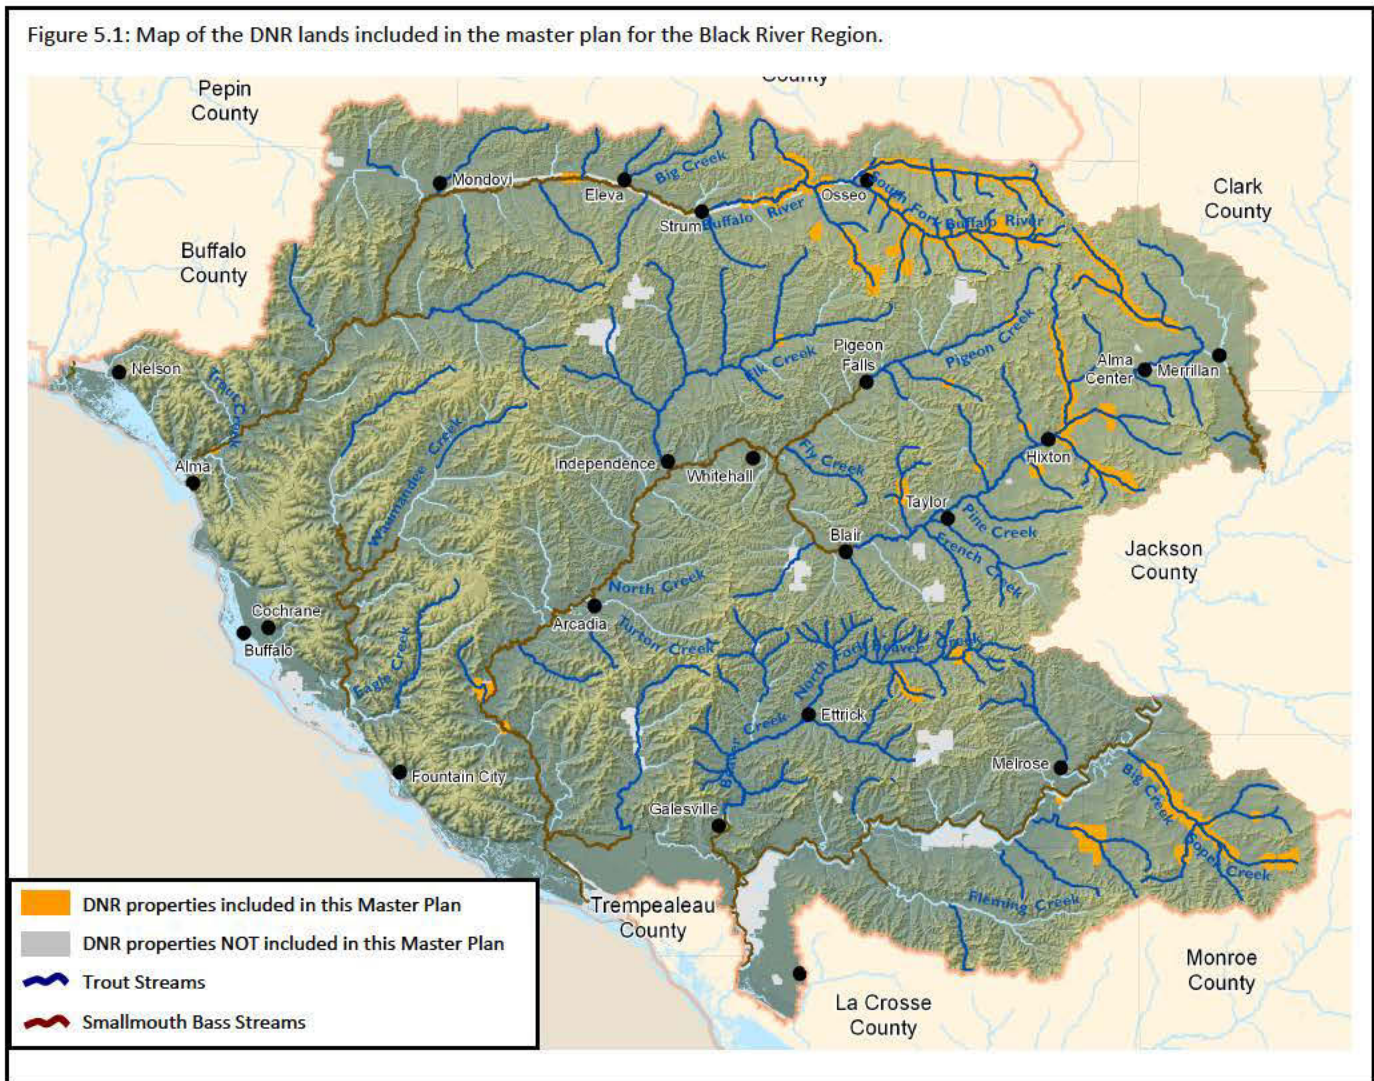 Figure 5.1: Map of the DNR lands included in the master plan for the Black River Region.
County
Pepin
County
Clark
County
Buffalo
County
Mondovi
Eleva
Big Creek
Strum
Buffalo River
Osseo
South Fork Buffalo River
Nelson
Trout Creek
Alma
Waumandee Creek
Elk Creek
Pigeon
Falls
Pigeon Creek
Alma
Center
Merrillan
Independence
Whitehall
Fly Creek
Hixton
Taylor
Pine Creek
French Creek
Blair
Jackson
County
Cochrane
Buffalo
North Creek
Arcadia
Turton Creek
Eagle Creek
North Fork Beaver Creek
Ettrick
Beaver Creek
Melrose
Fountain City
Galesville
Big Creek
Soper Creek
Fleming Creek
Trempealeau
County
Monroe
County
La Crosse
County
DNR properties included in this Master Plan
DNR properties NOT included in this Master Plan
Trout Streams
Smallmouth Bass Streams